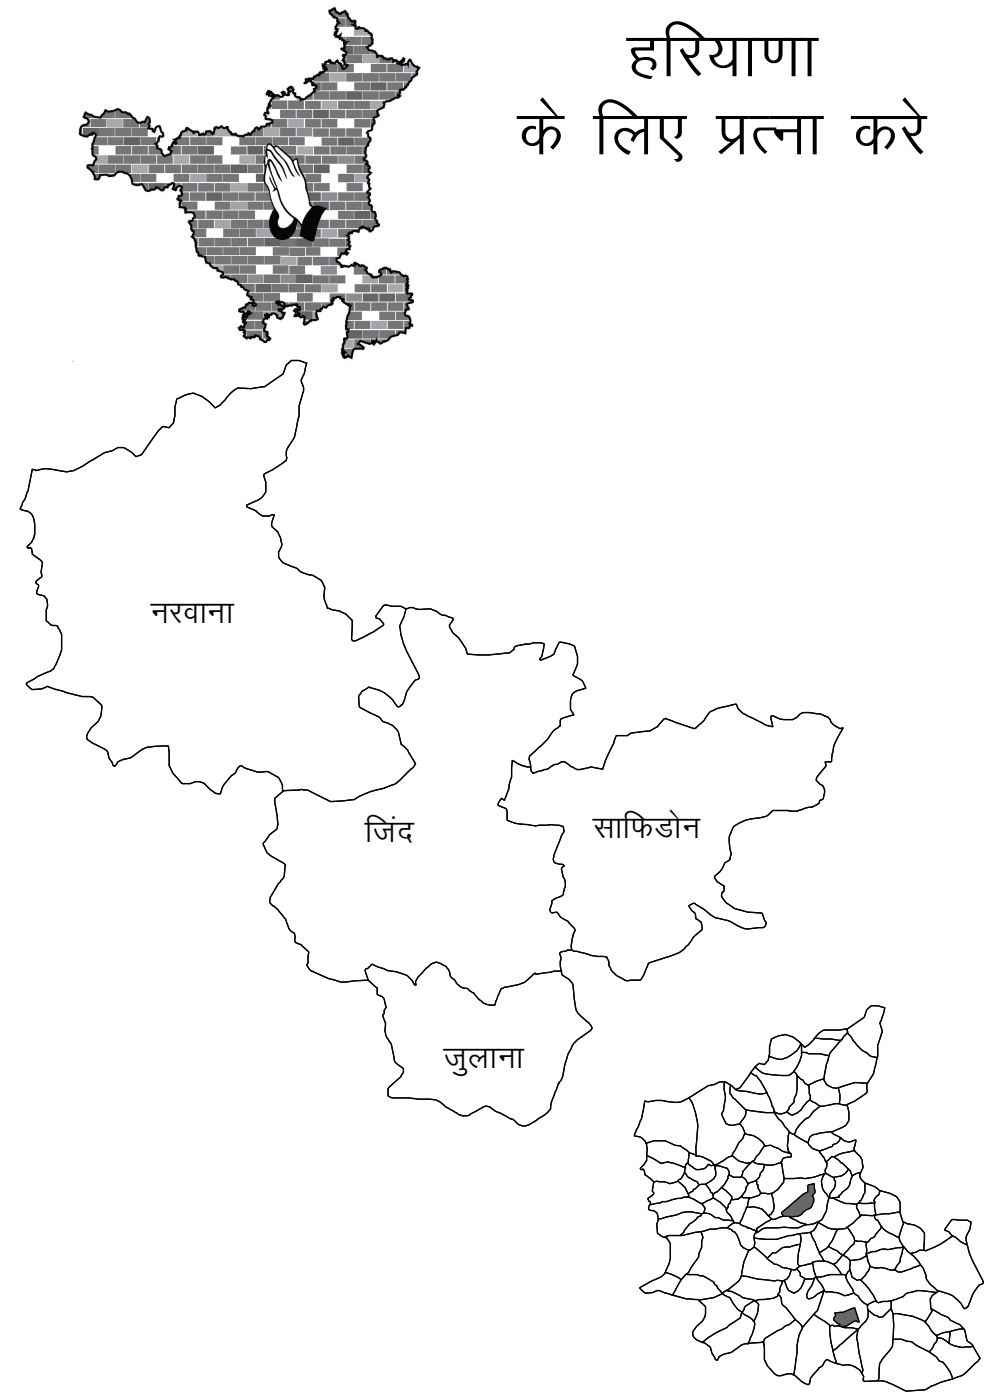 हरियाणा
के लिए प्रत्ना करे
नरवाना
जिंद
साफिडोन
जुलाना